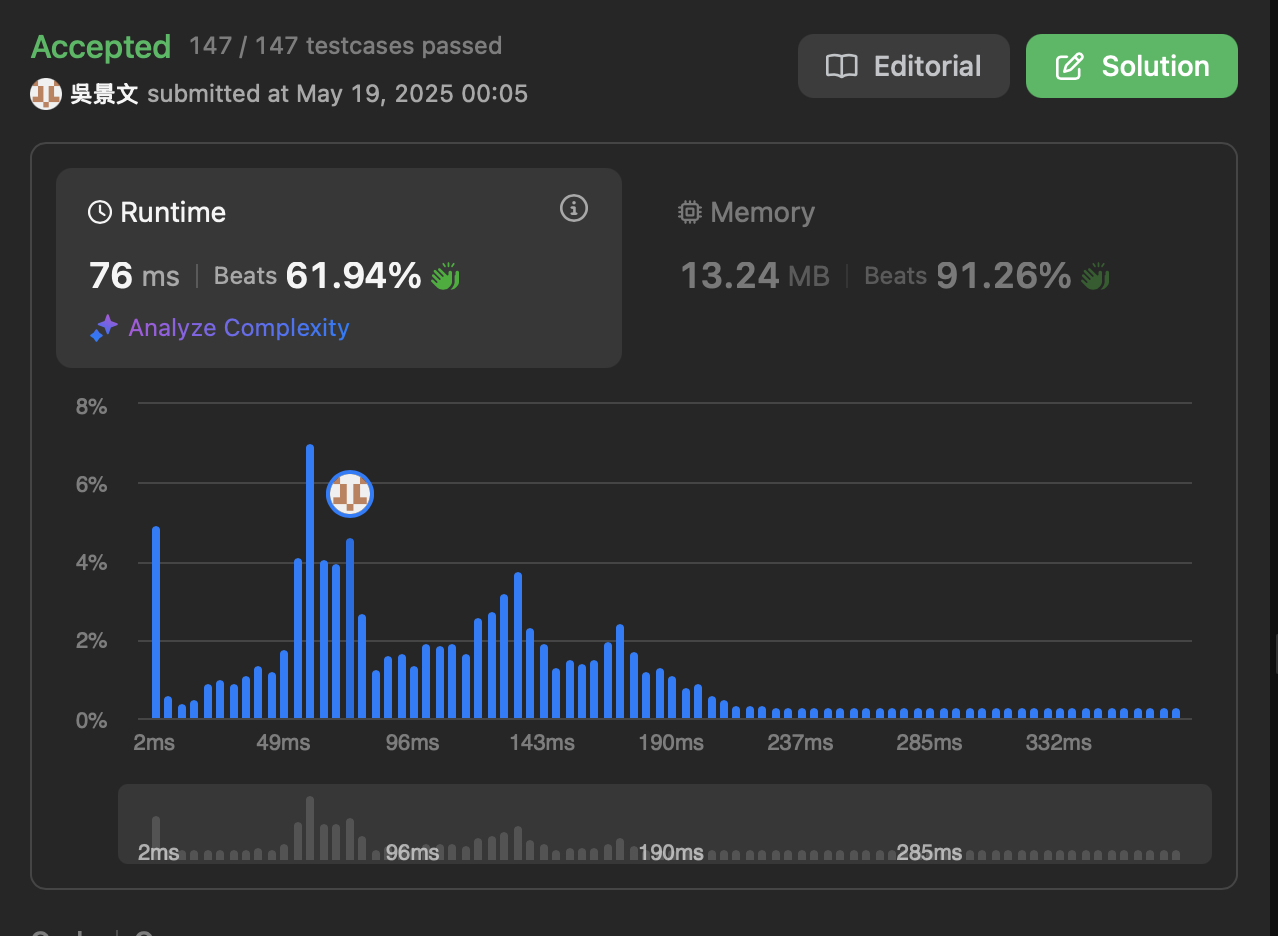 Accepted 147 / 147 testcases passed
吳景文 submitted at May 19, 2025 00:05
Editorial
Solution
Runtime
76 ms | Beats 61.94%
Analyze Complexity
Memory
13.24 MB | Beats 91.26%
8%
6%
4%
2%
0%
2ms 49ms 96ms 143ms 190ms 237ms 285ms 332ms
2ms 96ms 190ms 285ms